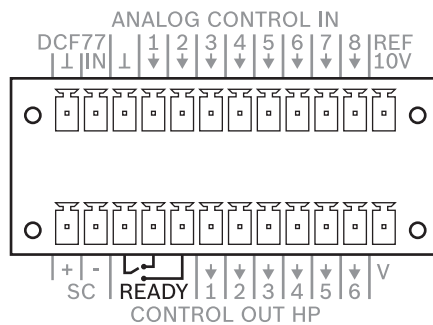 ANALOG CONTROL IN
DCF77 1 2 3 4 5 6 7 8 REF
⊥ IN ⊥ ↓ ↓ ↓ ↓ ↓ ↓ ↓ ↓ 10V
+ - ↓ ↓ ↓ ↓ ↓ ↓ V
SC READY 1 2 3 4 5 6
CONTROL OUT HP